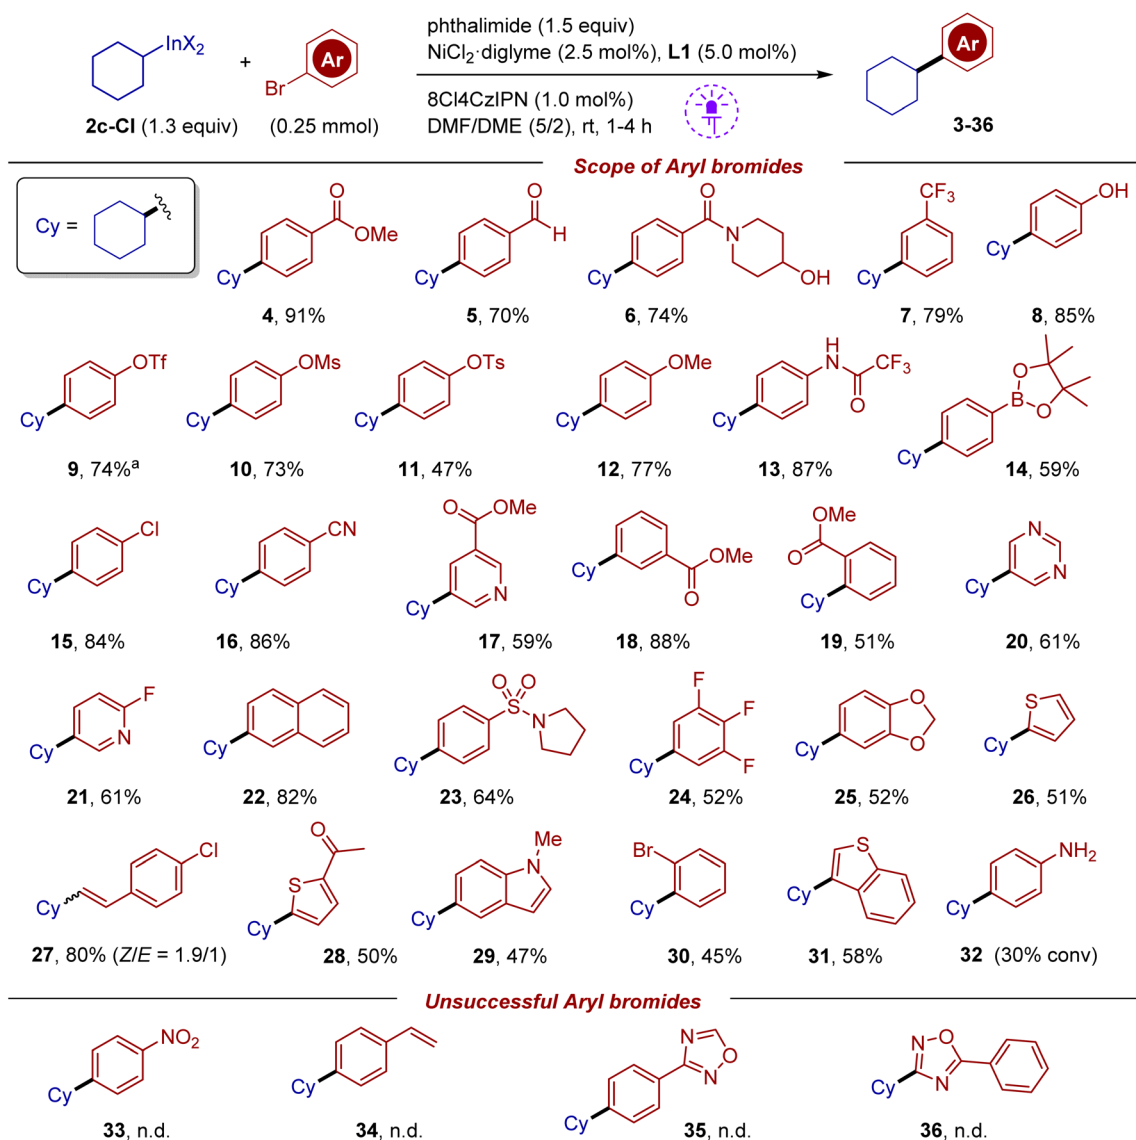 phthalimide (1.5 equiv)
NiCl2·diglyme (2.5 mol%), L1 (5.0 mol%)
InX2
+
Br
Ar
Ar
8Cl4CzIPN (1.0 mol%)
DMF/DME (5/2), rt, 1-4 h
2c-Cl (1.3 equiv)
(0.25 mmol)
3-36
Scope of Aryl bromides
Cy =
O
OMe
Cy
O
H
Cy
O
N
OH
Cy
CF3
Cy
OH
Cy
4, 91%
5, 70%
6, 74%
7, 79%
8, 85%
OTf
Cy
OMs
Cy
OTs
Cy
OMe
Cy
H
N
CF3
O
Cy
O
B
O
Cy
9, 74%a
10, 73%
11, 47%
12, 77%
13, 87%
14, 59%
Cl
Cy
CN
Cy
O
OMe
N
Cy
Cy
OMe
O
OMe
O
Cy
N
N
Cy
15, 84%
16, 86%
17, 59%
18, 88%
19, 51%
20, 61%
F
N
Cy
Cy
O
O
S
N
Cy
F
F
F
Cy
O
O
Cy
S
Cy
21, 61%
22, 82%
23, 64%
24, 52%
25, 52%
26, 51%
Cl
Cy
O
S
Cy
Me
N
Cy
Br
Cy
S
Cy
NH2
Cy
27, 80% (Z/E = 1.9/1)
28, 50%
29, 47%
30, 45%
31, 58%
32 (30% conv)
Unsuccessful Aryl bromides
NO2
Cy
Cy
N
O
N
Cy
N
O
N
Cy
33, n.d.
34, n.d.
35, n.d.
36, n.d.